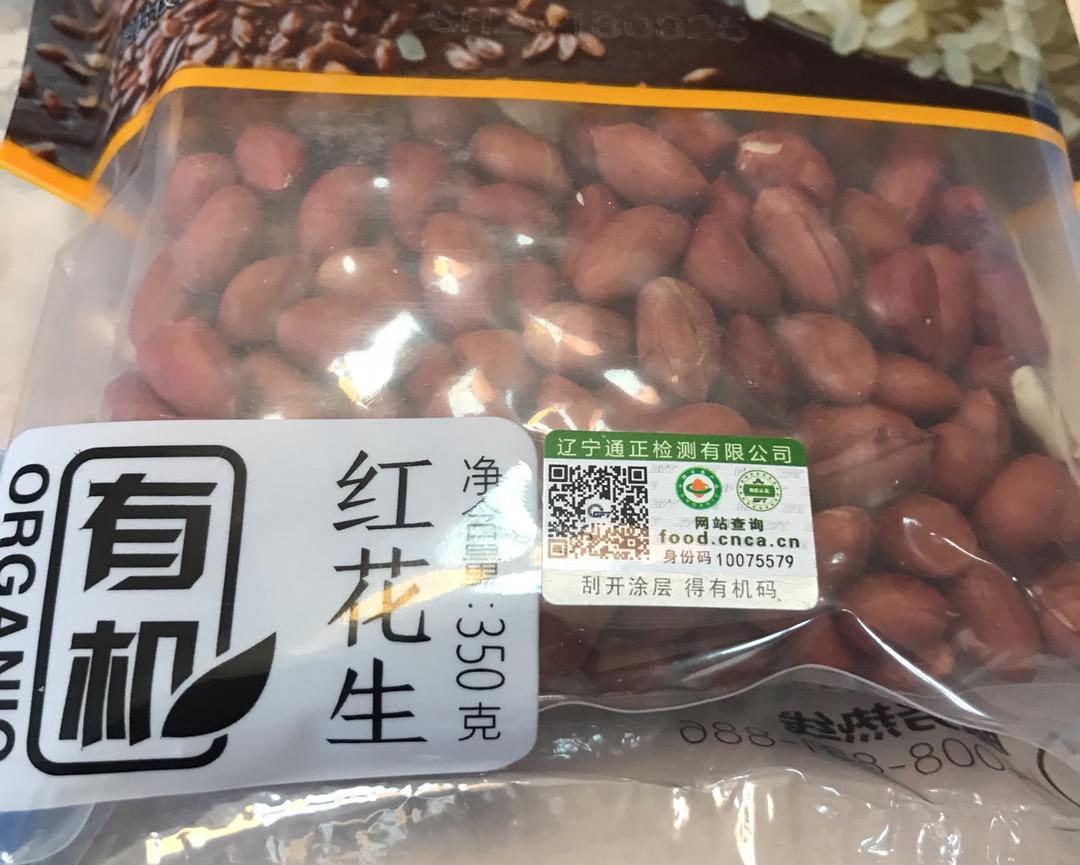 ORGANIC
有机
红花生
净含量:350克
辽宁通正检测有限公司
网站查询
food.cnca.cn
身份码 10075579
刮开涂层 得有机码